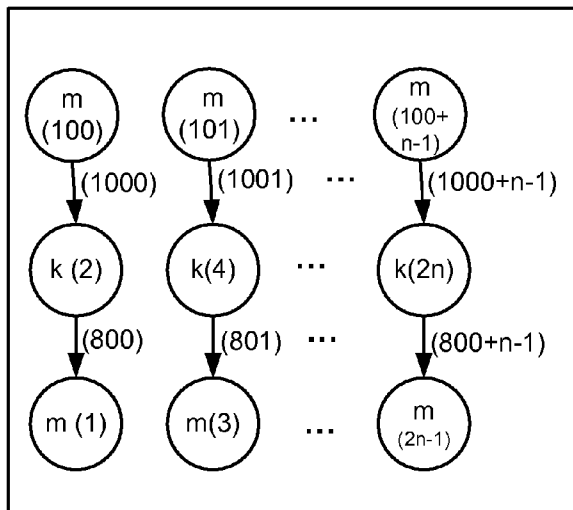 m m m
(100) (101) ... (100+
n-1)
(1000) (1001) ... (1000+n-1)
k (2) k(4) ... k(2n)
(800) (801) ... (800+n-1)
m (1) m(3) ... m
(2n-1)